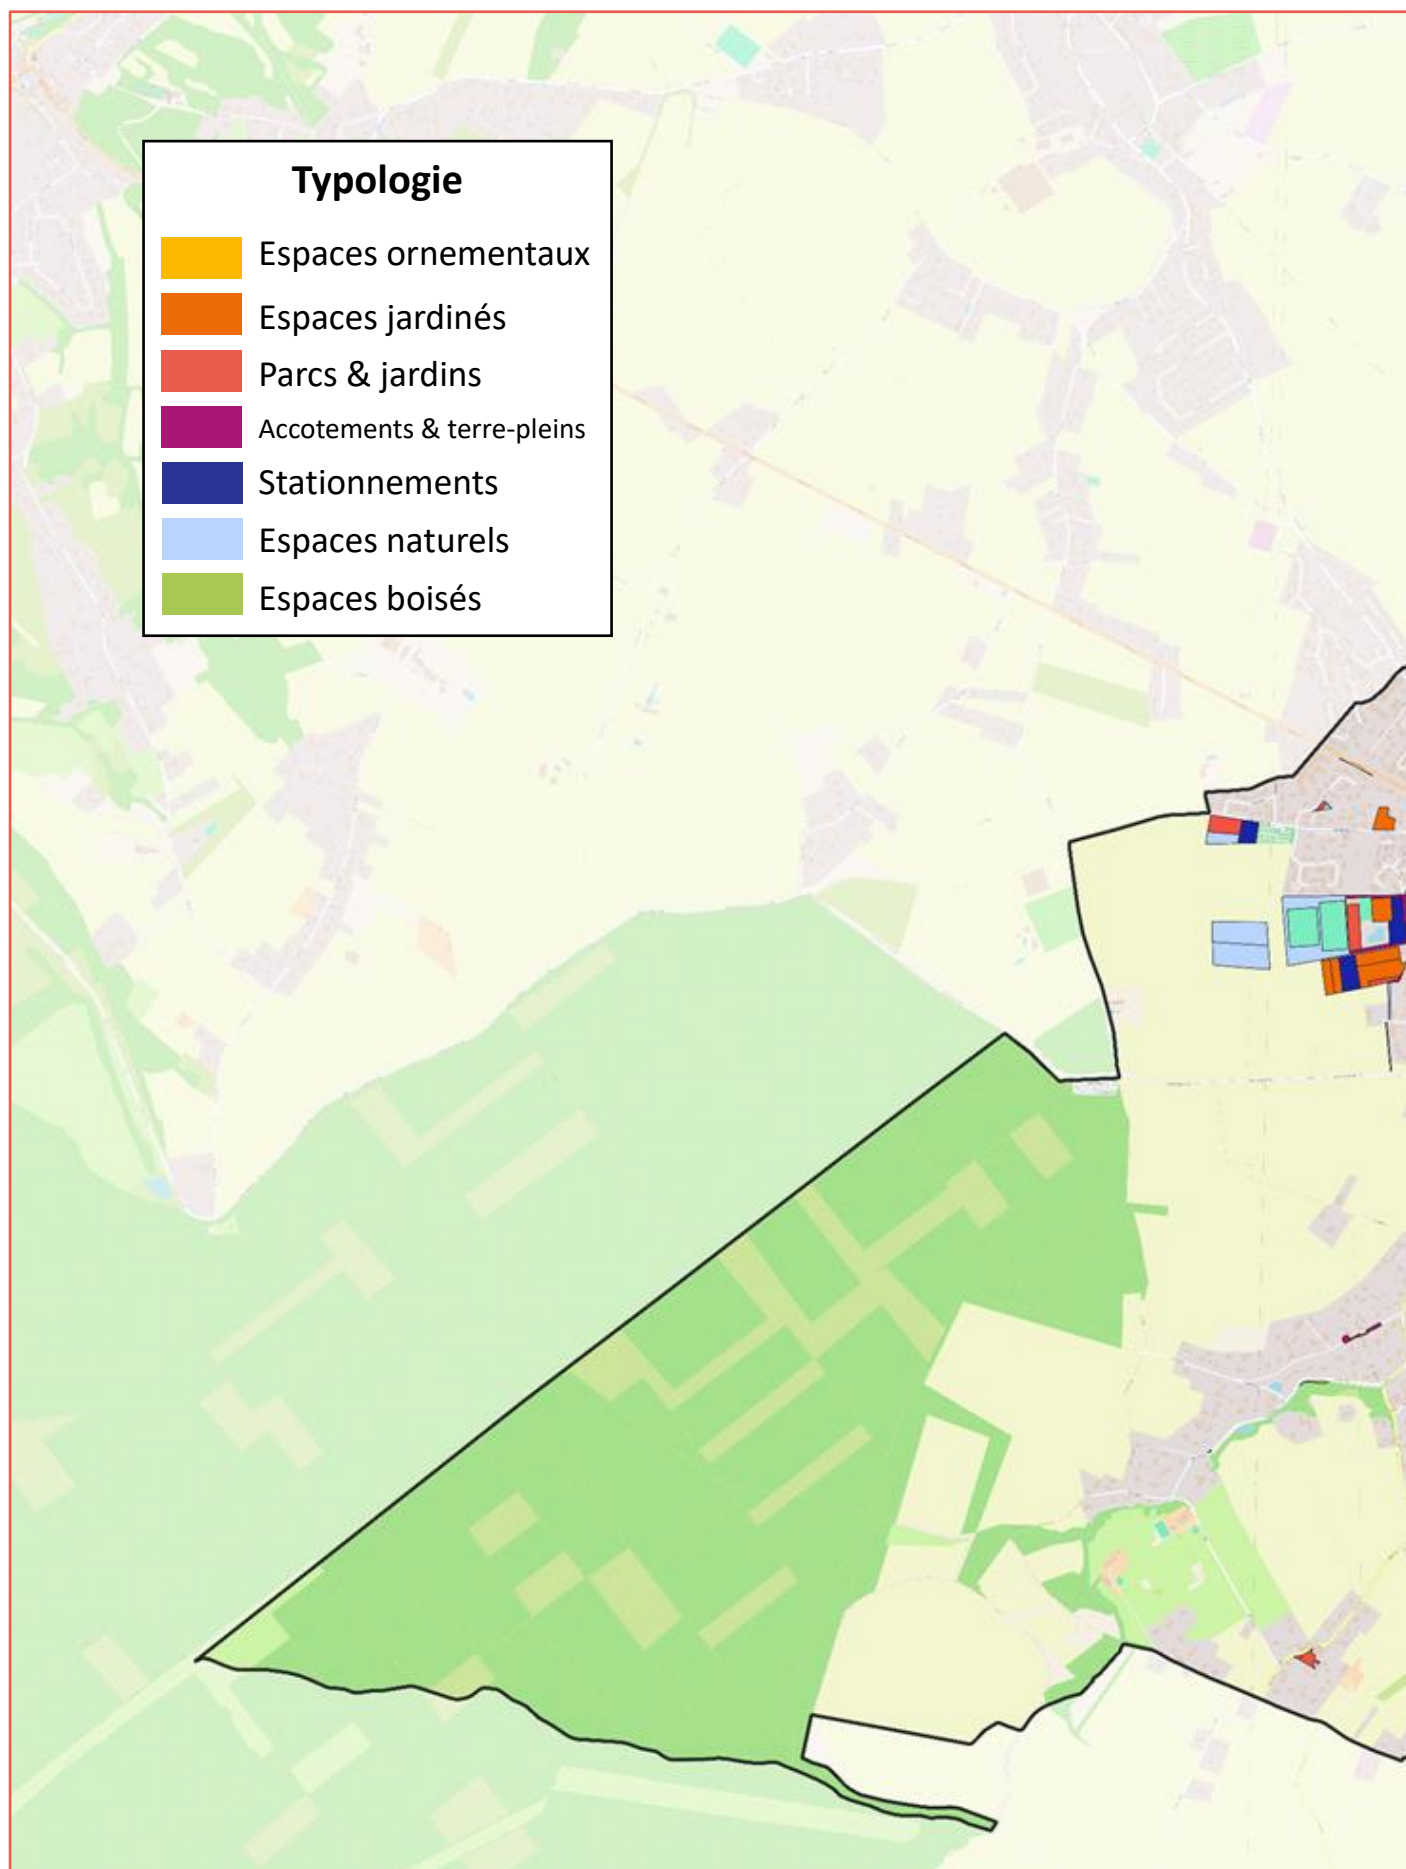 Typologie
Espaces ornementaux
Espaces jardinés
Parcs & jardins
Accotements & terre-pleins
Stationnements
Espaces naturels
Espaces boisés